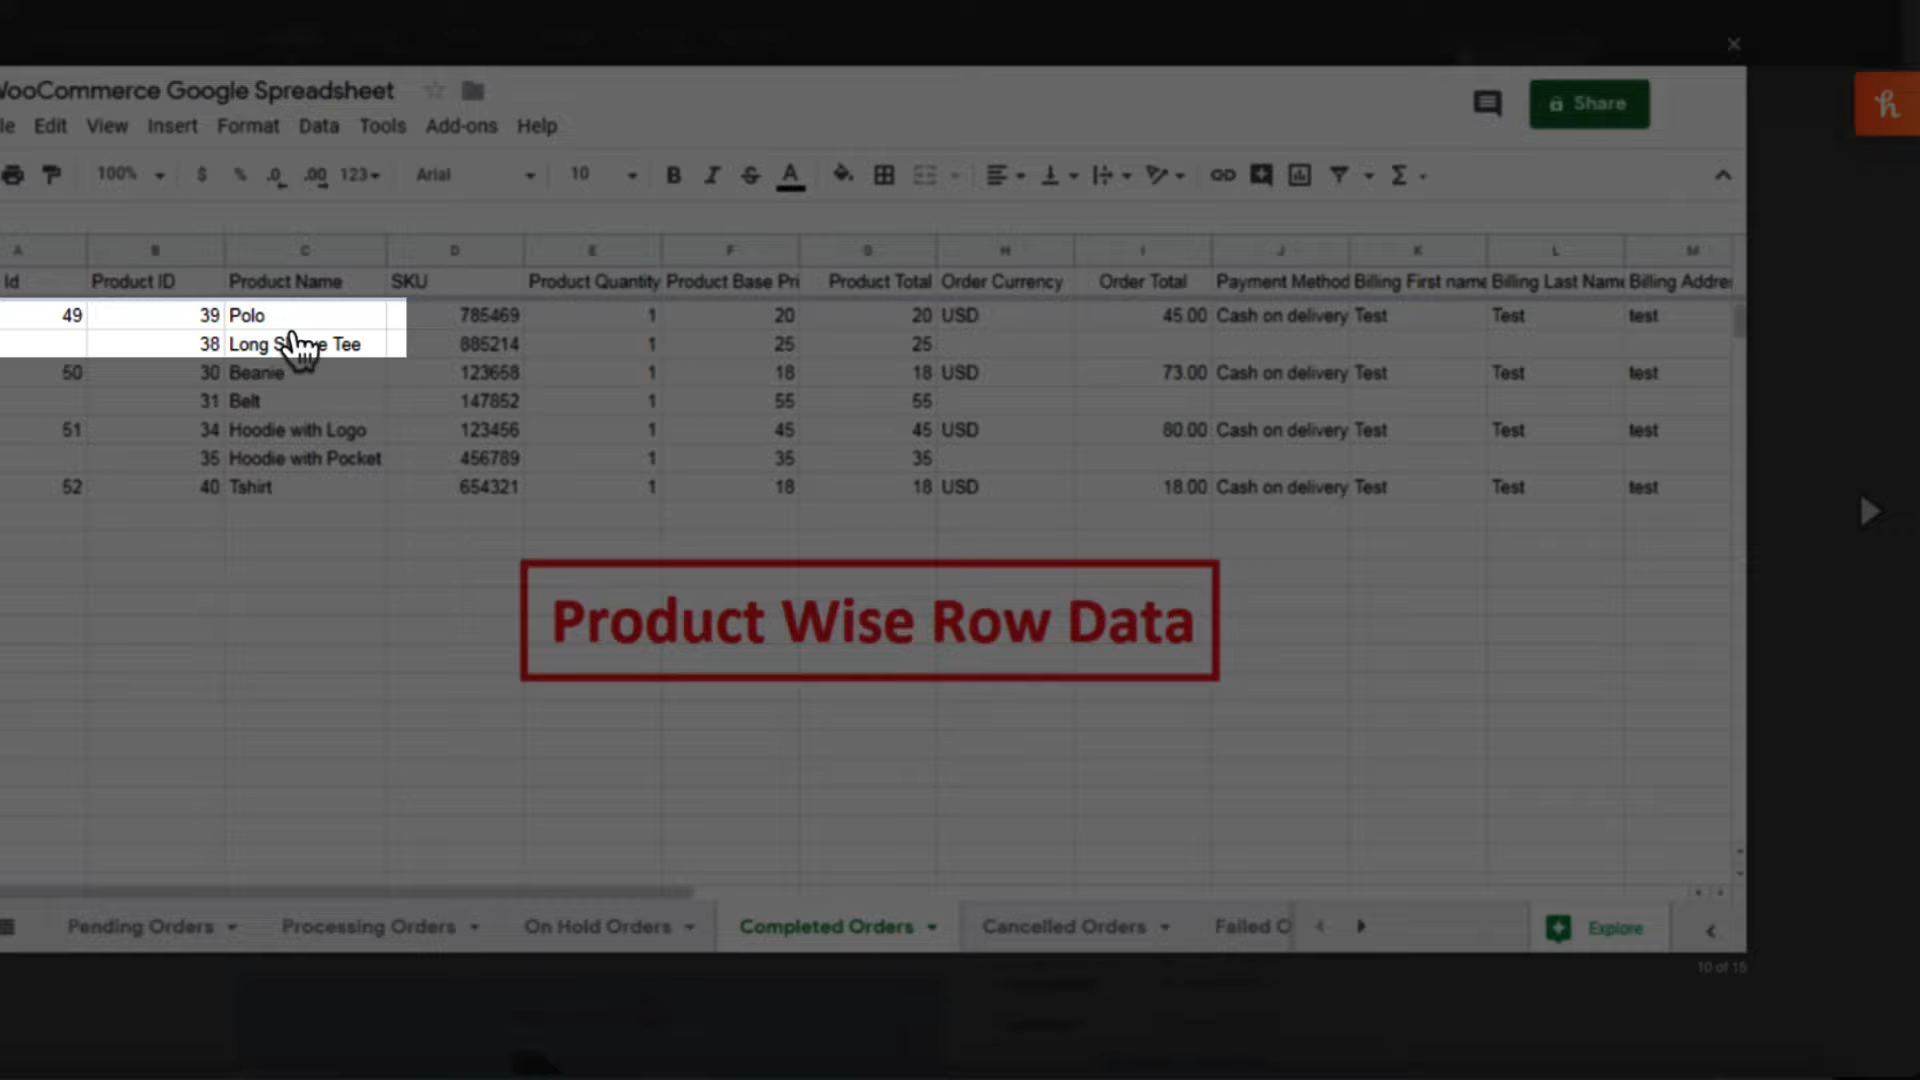 WooCommerce Google Spreadsheet
Share
le Edit View Insert Format Data Tools Add-ons Help
100% $ % .0 .00 123 Arial 10 B I S A Σ
A B C D E F G H I J K L M
Id Product ID Product Name SKU Product Quantity Product Base Pri Product Total Order Currency Order Total Payment Method Billing First name Billing Last Name Billing Addre
49 39 Polo 785469 1 20 20 USD 45.00 Cash on delivery Test Test test
38 Long Tee 885214 1 25 25
50 30 Beanie 123658 1 18 18 USD 73.00 Cash on delivery Test Test test
31 Belt 147852 1 55 55
51 34 Hoodie with Logo 123456 1 45 45 USD 80.00 Cash on delivery Test Test test
35 Hoodie with Pocket 456789 1 35 35
52 40 Tshirt 654321 1 18 18 USD 18.00 Cash on delivery Test Test test
Product Wise Row Data
Pending Orders Processing Orders On Hold Orders Completed Orders Cancelled Orders Failed O Explore
10 of 15